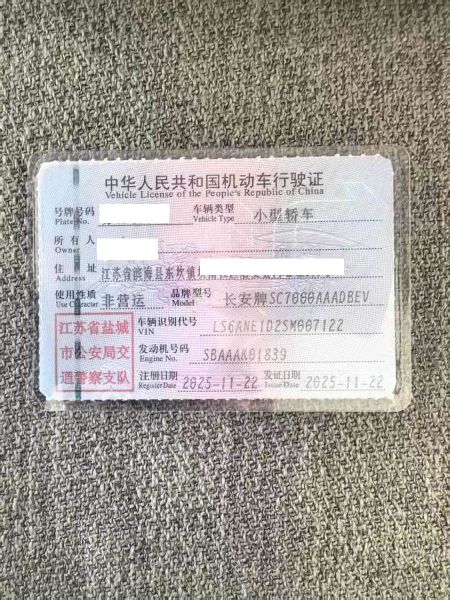 中华人民共和国机动车行驶证
Vehicle License of the People's Republic of China
号牌号码
Plate No.
车辆类型
Vehicle Type
小型轿车
所有人
Owner
住址
Address
江苏省滨海县东坎镇
使用性质
Use Character
非营运
品牌型号
Model
长安牌SC7000AAADBEV
江苏省盐城
市公安局交
通警察支队
车辆识别代号
VIN
LS6ANE1D2SM007122
发动机号码
Engine No.
SBAAAK01839
注册日期
Register Date
2025-11-22
发证日期
Issue Date
2025-11-22